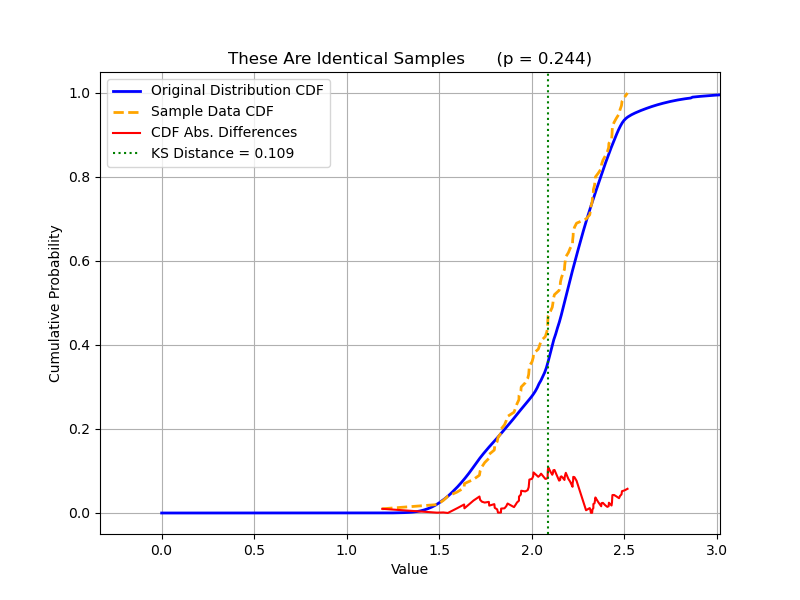 These Are Identical Samples (p = 0.244)
Original Distribution CDF
Sample Data CDF
CDF Abs. Differences
KS Distance = 0.109
Cumulative Probability
1.0
0.8
0.6
0.4
0.2
0.0
0.0 0.5 1.0 1.5 2.0 2.5 3.0
Value